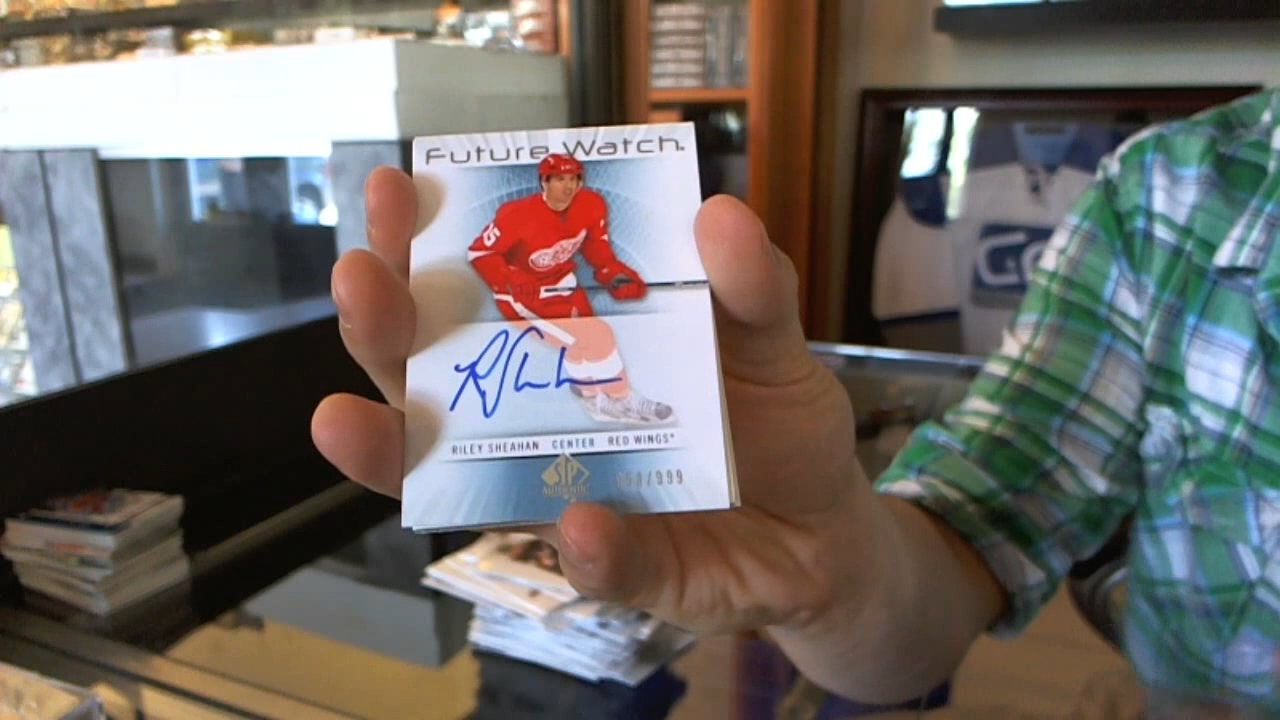 Future Watch.
RILEY SHEAHAN CENTER RED WINGS
SP
AUTHENTIC
/999